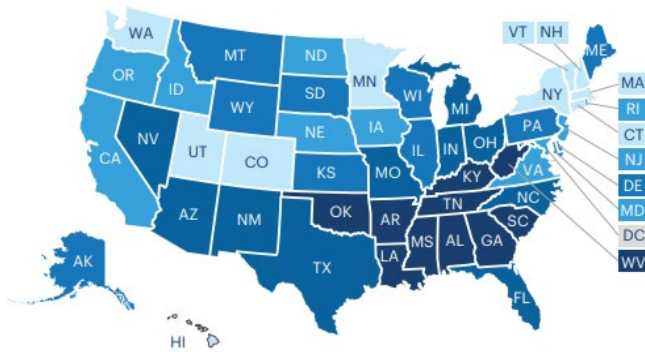 WA
VT NH
ME
MT ND
OR MN
ID
MA
SD WI NY
WY MI RI
CT
IA PA
NE
NV OH NJ
IL IN
UT
CO DE
CA VA
KS MO KY
MD
NC
TN
DC
OK
AZ NM AR SC
WV
MS AL GA
LA
AK TX
FL
HI